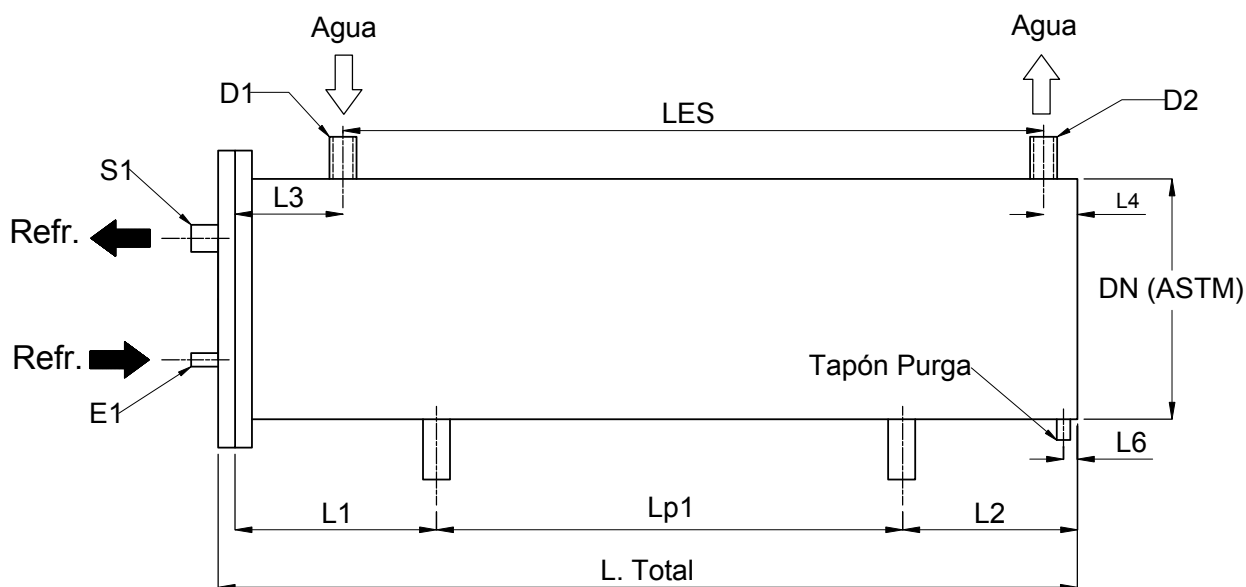 Agua
Agua
D1
LES
D2
S1
L3
L4
Refr.
DN (ASTM)
Refr.
Tapón Purga
E1
L6
L1
Lp1
L2
L. Total